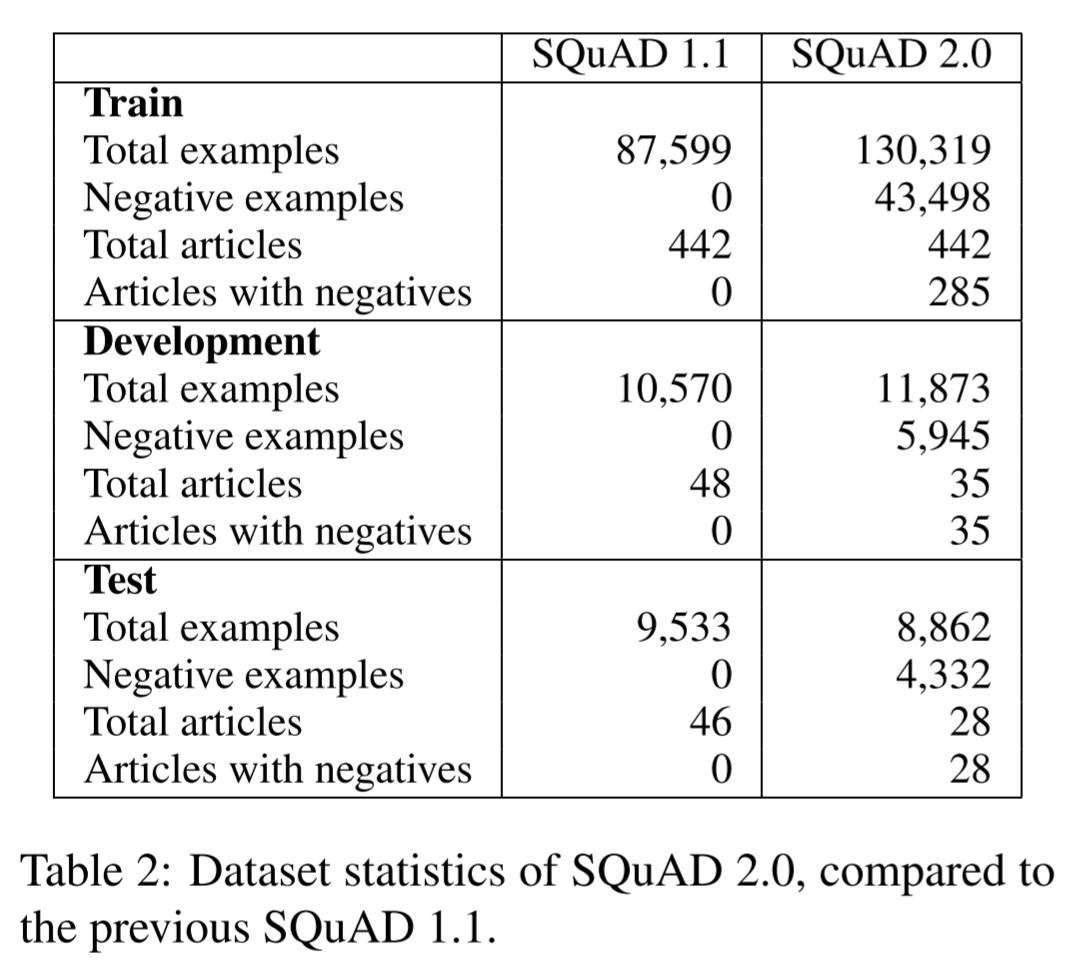 SQuAD 1.1 SQuAD 2.0
Train
Total examples 87,599 130,319
Negative examples 0 43,498
Total articles 442 442
Articles with negatives 0 285
Development
Total examples 10,570 11,873
Negative examples 0 5,945
Total articles 48 35
Articles with negatives 0 35
Test
Total examples 9,533 8,862
Negative examples 0 4,332
Total articles 46 28
Articles with negatives 0 28
Table 2: Dataset statistics of SQuAD 2.0, compared to
the previous SQuAD 1.1.